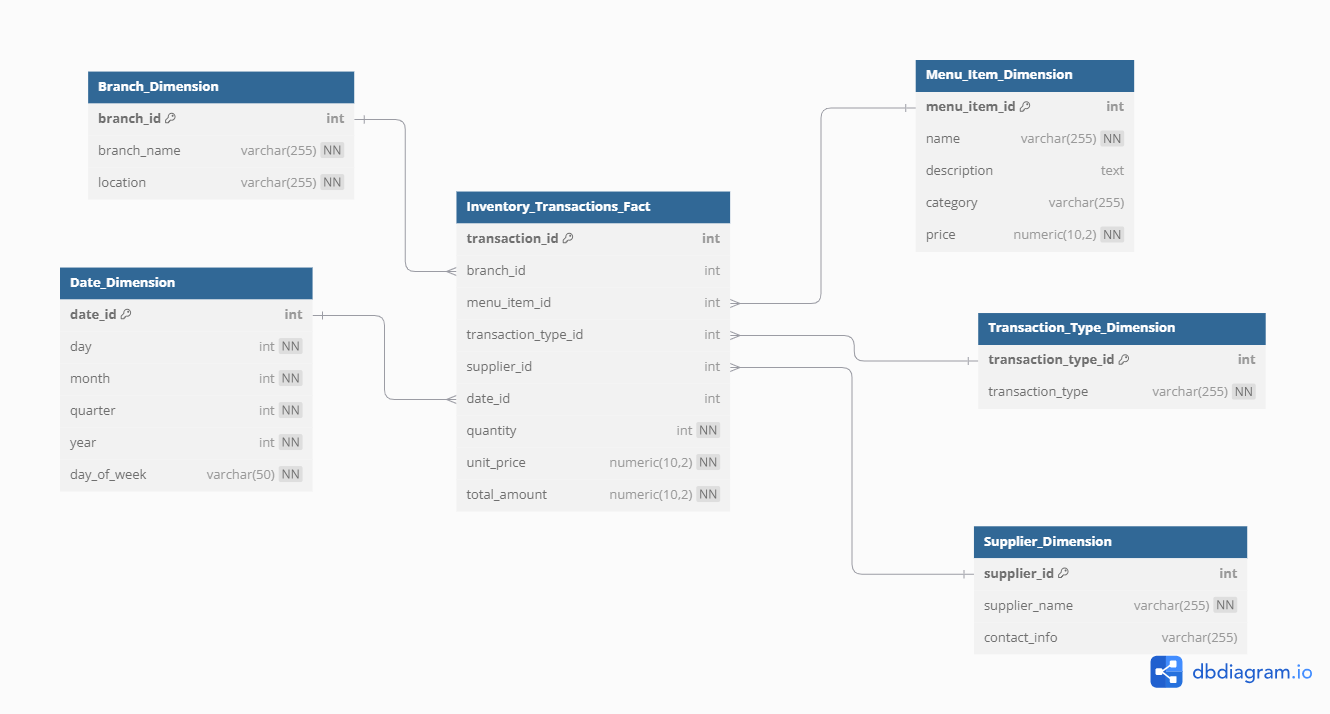 Branch_Dimension
branch_id int
branch_name varchar(255) NN
location varchar(255) NN
Date_Dimension
date_id int
day int NN
month int NN
quarter int NN
year int NN
day_of_week varchar(50) NN
Inventory_Transactions_Fact
transaction_id int
branch_id int
menu_item_id int
transaction_type_id int
supplier_id int
date_id int
quantity int NN
unit_price numeric(10,2) NN
total_amount numeric(10,2) NN
Menu_Item_Dimension
menu_item_id int
name varchar(255) NN
description text
category varchar(255)
price numeric(10,2) NN
Transaction_Type_Dimension
transaction_type_id int
transaction_type varchar(255) NN
Supplier_Dimension
supplier_id int
supplier_name varchar(255) NN
contact_info varchar(255)
dbdiagram.io